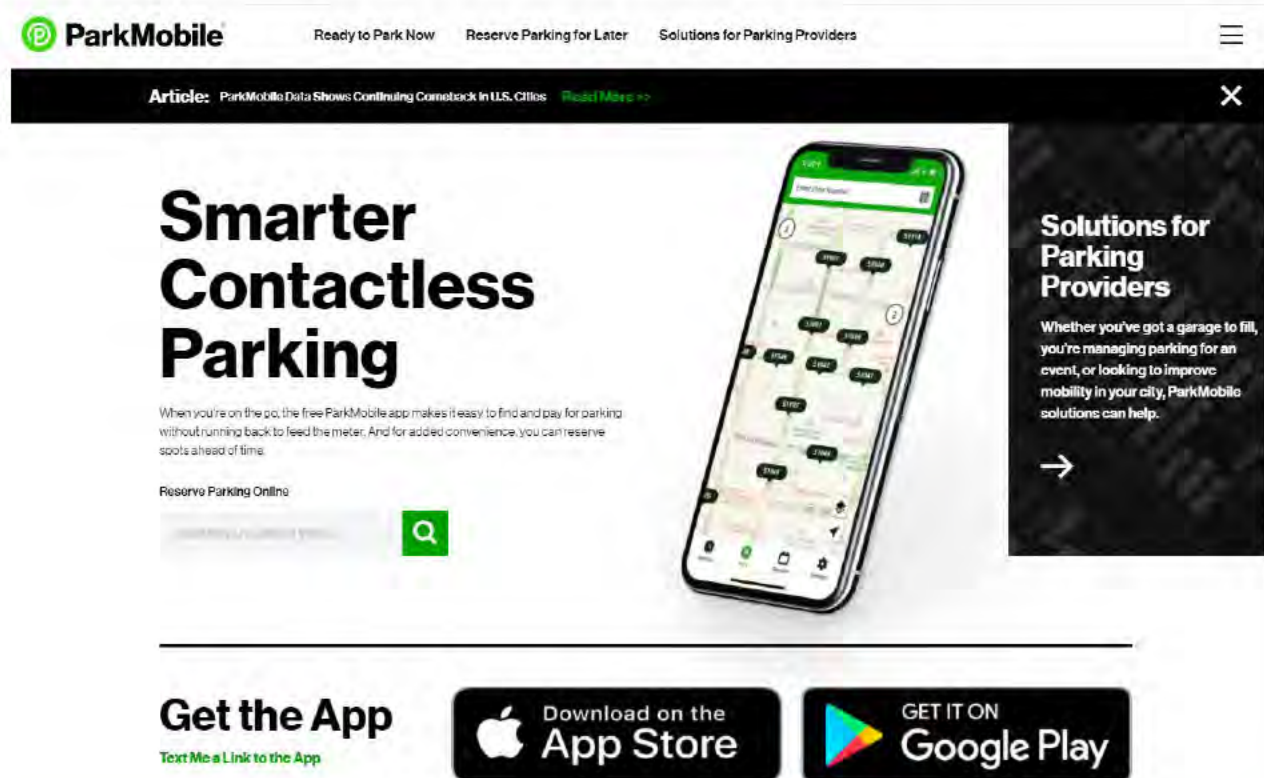 ParkMobile
Ready to Park Now
Reserve Parking for Later
Solutions for Parking Providers
Article: ParkMobile Data Shows Continuing Comeback in U.S. Cities Read More >>
Smarter
Contactless
Parking
When you're on the go, the free ParkMobile app makes it easy to find and pay for parking
without running back to feed the meter. And for added convenience, you can reserve
spots ahead of time.
Reserve Parking Online
Solutions for
Parking
Providers
Whether you've got a garage to fill,
you're managing parking for an
event, or looking to improve
mobility in your city, ParkMobile
solutions can help.
Get the App
Text Me a Link to the App
Download on the
App Store
GET IT ON
Google Play